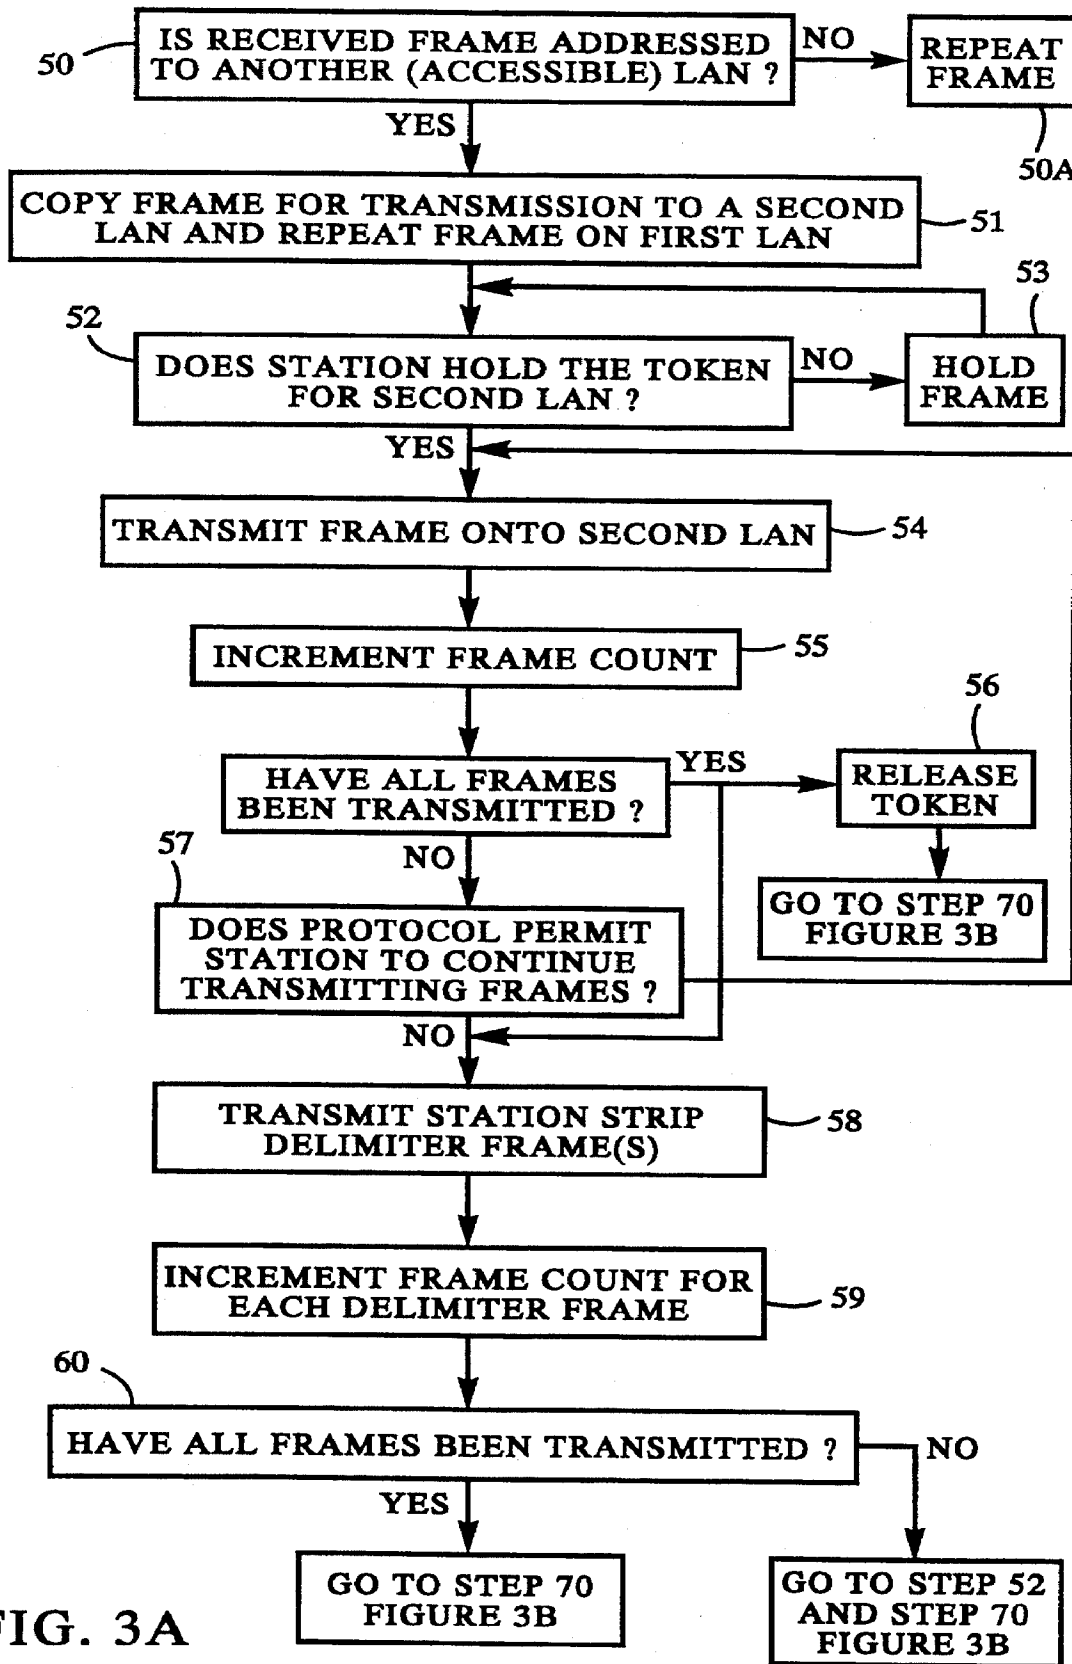 50
IS RECEIVED FRAME ADDRESSED
TO ANOTHER (ACCESSIBLE) LAN ?
NO
REPEAT
FRAME
50A
YES
COPY FRAME FOR TRANSMISSION TO A SECOND
LAN AND REPEAT FRAME ON FIRST LAN
51
52
53
DOES STATION HOLD THE TOKEN
FOR SECOND LAN ?
NO
HOLD
FRAME
YES
TRANSMIT FRAME ONTO SECOND LAN
54
INCREMENT FRAME COUNT
55
56
HAVE ALL FRAMES
BEEN TRANSMITTED ?
YES
RELEASE
TOKEN
NO
57
GO TO STEP 70
FIGURE 3B
DOES PROTOCOL PERMIT
STATION TO CONTINUE
TRANSMITTING FRAMES ?
NO
TRANSMIT STATION STRIP
DELIMITER FRAME(S)
58
INCREMENT FRAME COUNT FOR
EACH DELIMITER FRAME
59
60
HAVE ALL FRAMES BEEN TRANSMITTED ?
NO
YES
GO TO STEP 70
FIGURE 3B
GO TO STEP 52
AND STEP 70
FIGURE 3B
FIG. 3A